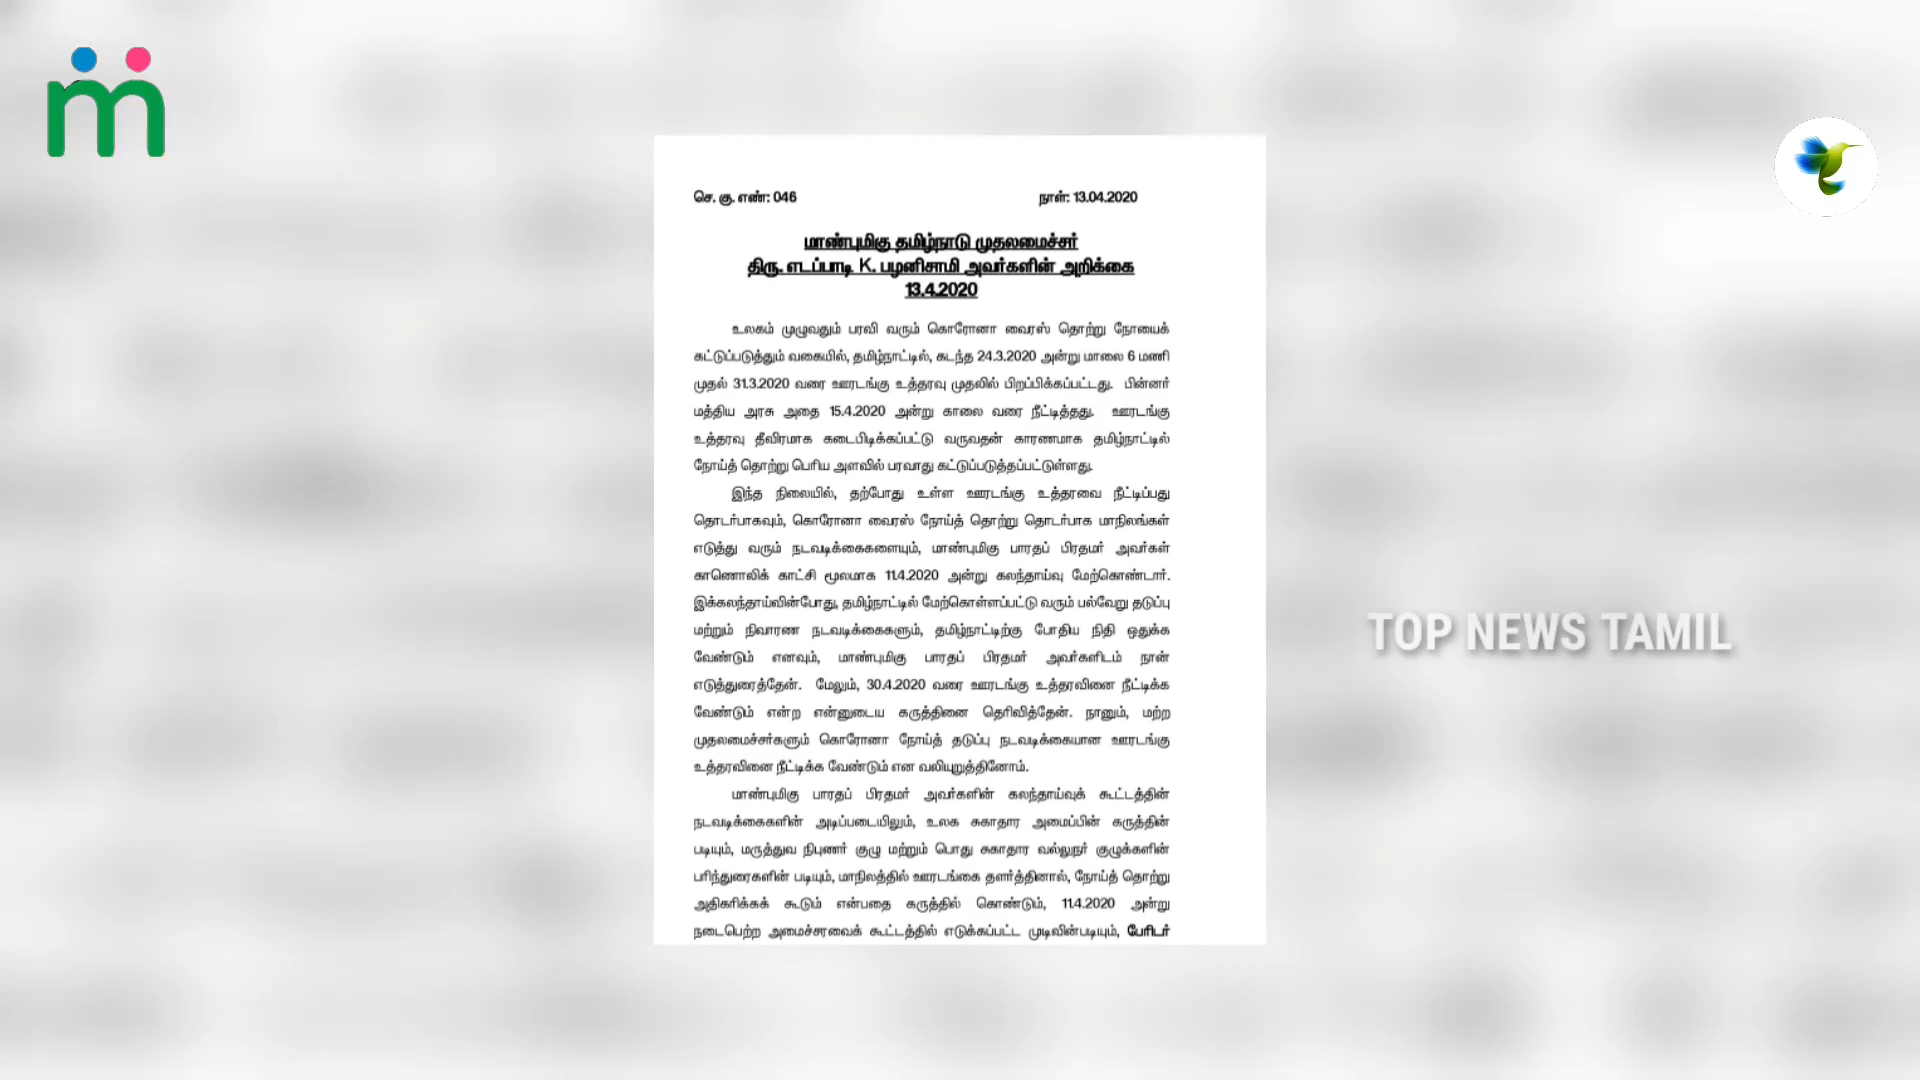 செ. கு. எண்: 046 நாள்: 13.04.2020
மாண்புமிகு தமிழ்நாடு முதலமைச்சர்
திரு. எடப்பாடி K. பழனிசாமி அவர்களின் அறிக்கை
13.4.2020
உலகம் முழுவதும் பரவி வரும் கொரோனா வைரஸ் தொற்று நோயைக்
கட்டுப்படுத்தும் வகையில், தமிழ்நாட்டில், கடந்த 24.3.2020 அன்று மாலை 6 மணி
முதல் 31.3.2020 வரை ஊரடங்கு உத்தரவு முதலில் பிறப்பிக்கப்பட்டது. பின்னர்
மத்திய அரசு அதை 15.4.2020 அன்று காலை வரை நீட்டித்தது. ஊரடங்கு
உத்தரவு தீவிரமாக கடைபிடிக்கப்பட்டு வருவதன் காரணமாக தமிழ்நாட்டில்
நோய்த் தொற்று பெரிய அளவில் பரவாது கட்டுப்படுத்தப்பட்டுள்ளது.
இந்த நிலையில், தற்போது உள்ள ஊரடங்கு உத்தரவை நீட்டிப்பது
தொடர்பாகவும், கொரோனா வைரஸ் நோய்த் தொற்று தொடர்பாக மாநிலங்கள்
எடுத்து வரும் நடவடிக்கைகளையும், மாண்புமிகு பாரதப் பிரதமர் அவர்கள்
காணொலிக் காட்சி மூலமாக 11.4.2020 அன்று கலந்தாய்வு மேற்கொண்டார்.
இக்கலந்தாய்வின்போது, தமிழ்நாட்டில் மேற்கொள்ளப்பட்டு வரும் பல்வேறு தடுப்பு
மற்றும் நிவாரண நடவடிக்கைகளும், தமிழ்நாட்டிற்கு போதிய நிதி ஒதுக்க
வேண்டும் எனவும், மாண்புமிகு பாரதப் பிரதமர் அவர்களிடம் நான்
எடுத்துரைத்தேன். மேலும், 30.4.2020 வரை ஊரடங்கு உத்தரவினை நீட்டிக்க
வேண்டும் என்ற என்னுடைய கருத்தினை தெரிவித்தேன். நானும், மற்ற
முதலமைச்சர்களும் கொரோனா நோய்த் தடுப்பு நடவடிக்கையான ஊரடங்கு
உத்தரவினை நீட்டிக்க வேண்டும் என வலியுறுத்தினோம்.
மாண்புமிகு பாரதப் பிரதமர் அவர்களின் கலந்தாய்வுக் கூட்டத்தின்
நடவடிக்கைகளின் அடிப்படையிலும், உலக சுகாதார அமைப்பின் கருத்தின்
படியும், மருத்துவ நிபுணர் குழு மற்றும் பொது சுகாதார வல்லுநர் குழுக்களின்
பரிந்துரைகளின் படியும், மாநிலத்தில் ஊரடங்கை தளர்த்தினால், நோய்த் தொற்று
அதிகரிக்கக் கூடும் என்பதை கருத்தில் கொண்டும், 11.4.2020 அன்று
நடைபெற்ற அமைச்சரவைக் கூட்டத்தில் எடுக்கப்பட்ட முடிவின்படியும், பேரிடர்
TOP NEWS TAMIL